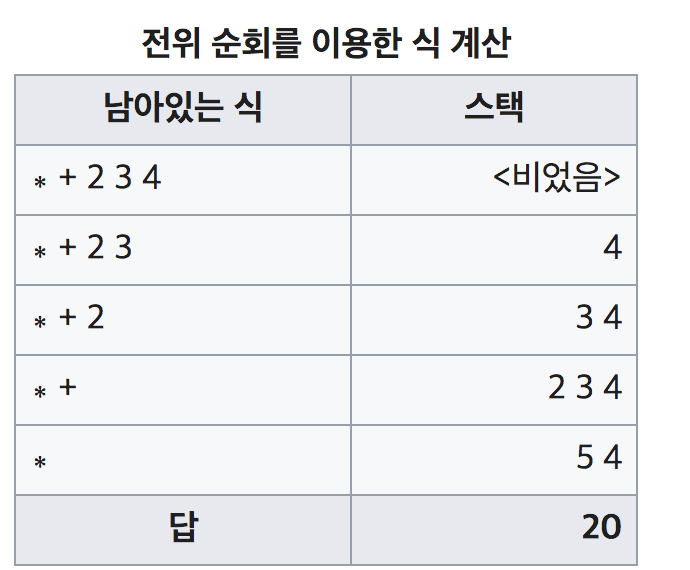 전위 순회를 이용한 식 계산
남아있는 식 스택
* + 2 3 4 <비었음>
* + 2 3 4
* + 2 3 4
* + 2 3 4
* 5 4
답 20